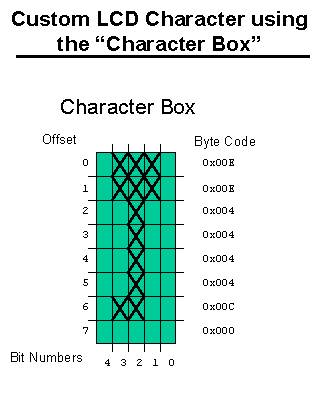 Custom LCD Character using
the “Character Box”
Character Box
Offset Byte Code
0 0x00E
1 0x00E
2 0x004
3 0x004
4 0x004
5 0x004
6 0x00C
7 0x000
Bit Numbers 4 3 2 1 0